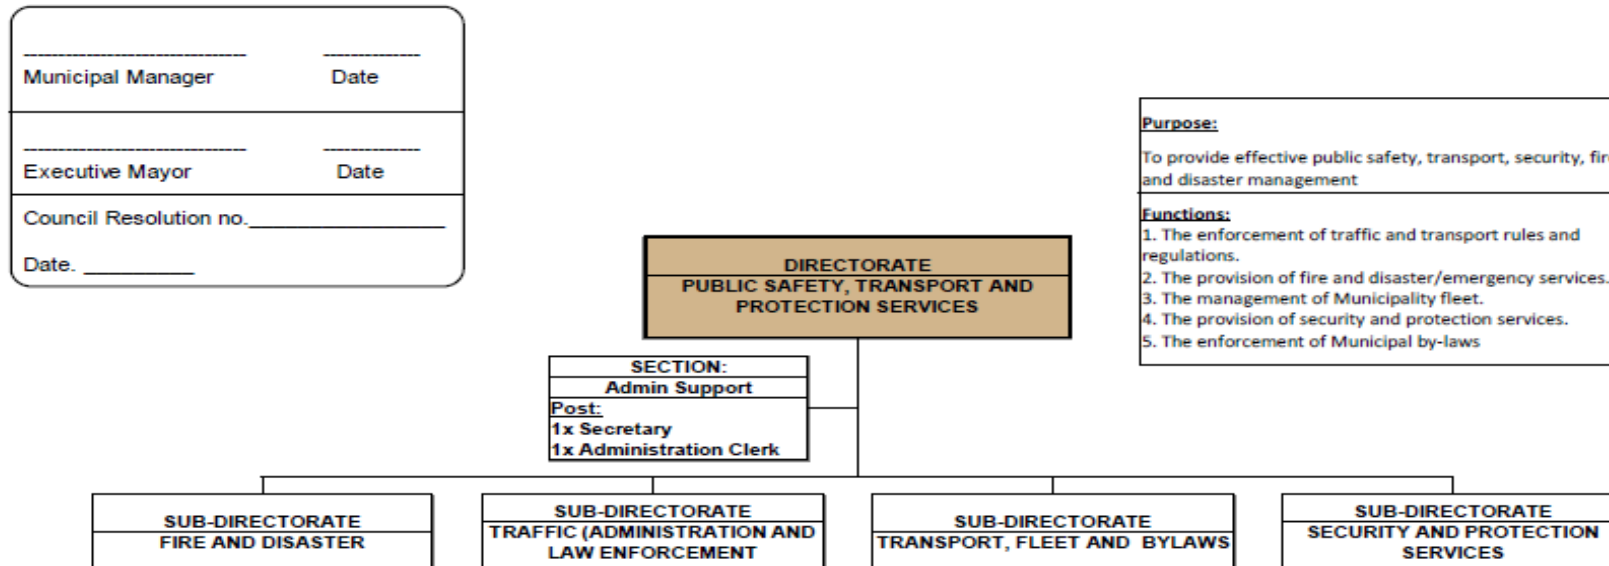 Municipal Manager Date
Executive Mayor Date
Council Resolution no.________________
Date. _________
Purpose:
To provide effective public safety, transport, security, fire
and disaster management
Functions:
1. The enforcement of traffic and transport rules and
regulations.
2. The provision of fire and disaster/emergency services.
3. The management of Municipality fleet.
4. The provision of security and protection services.
5. The enforcement of Municipal by-laws
DIRECTORATE
PUBLIC SAFETY, TRANSPORT AND
PROTECTION SERVICES
SECTION:
Admin Support
Post:
1x Secretary
1x Administration Clerk
SUB-DIRECTORATE
FIRE AND DISASTER
SUB-DIRECTORATE
TRAFFIC (ADMINISTRATION AND
LAW ENFORCEMENT
SUB-DIRECTORATE
TRANSPORT, FLEET AND BYLAWS
SUB-DIRECTORATE
SECURITY AND PROTECTION
SERVICES